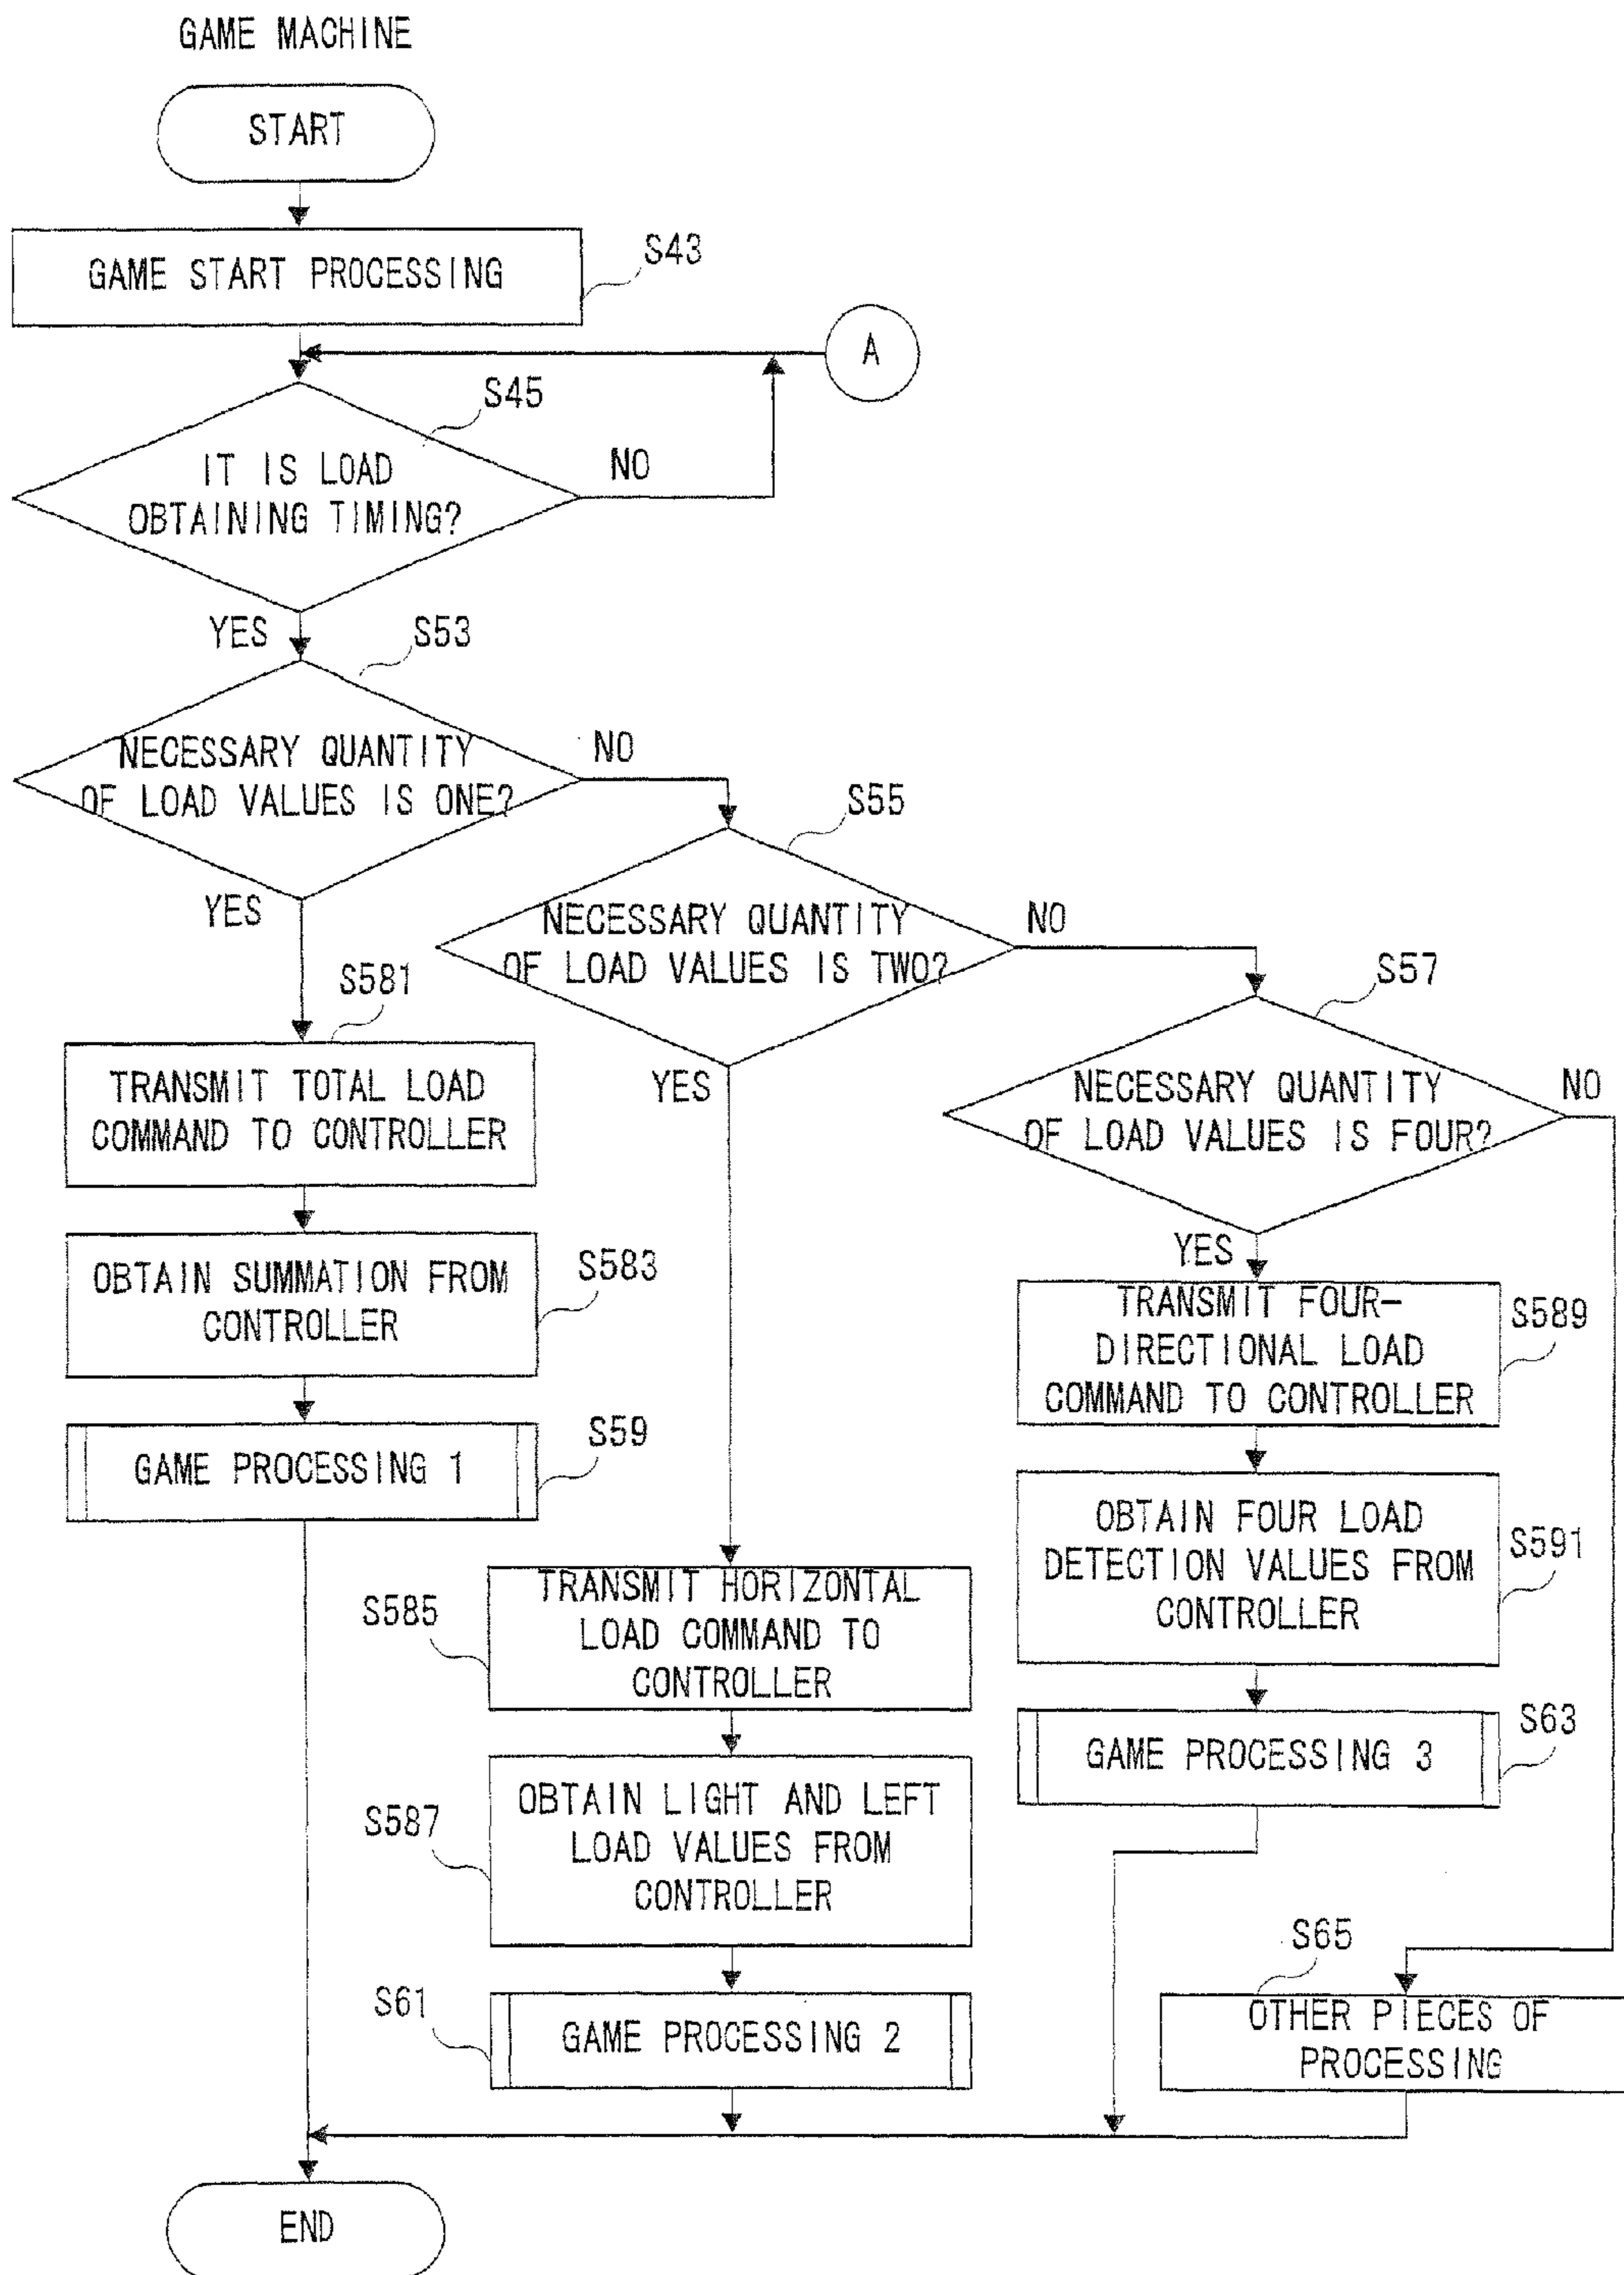 GAME MACHINE
START
GAME START PROCESSING
S43
A
S45
IT IS LOAD
OBTAINING TIMING?
NO
YES
S53
NECESSARY QUANTITY
OF LOAD VALUES IS ONE?
NO
YES
S55
NECESSARY QUANTITY
OF LOAD VALUES IS TWO?
NO
YES
S57
NECESSARY QUANTITY
OF LOAD VALUES IS FOUR?
NO
YES
S581
TRANSMIT TOTAL LOAD
COMMAND TO CONTROLLER
OBTAIN SUMMATION FROM
CONTROLLER
S583
GAME PROCESSING 1
S59
S585
TRANSMIT HORIZONTAL
LOAD COMMAND TO
CONTROLLER
S587
OBTAIN LIGHT AND LEFT
LOAD VALUES FROM
CONTROLLER
S61
GAME PROCESSING 2
TRANSMIT FOUR-
DIRECTIONAL LOAD
COMMAND TO CONTROLLER
S589
OBTAIN FOUR LOAD
DETECTION VALUES FROM
CONTROLLER
S591
GAME PROCESSING 3
S63
S65
OTHER PIECES OF
PROCESSING
END